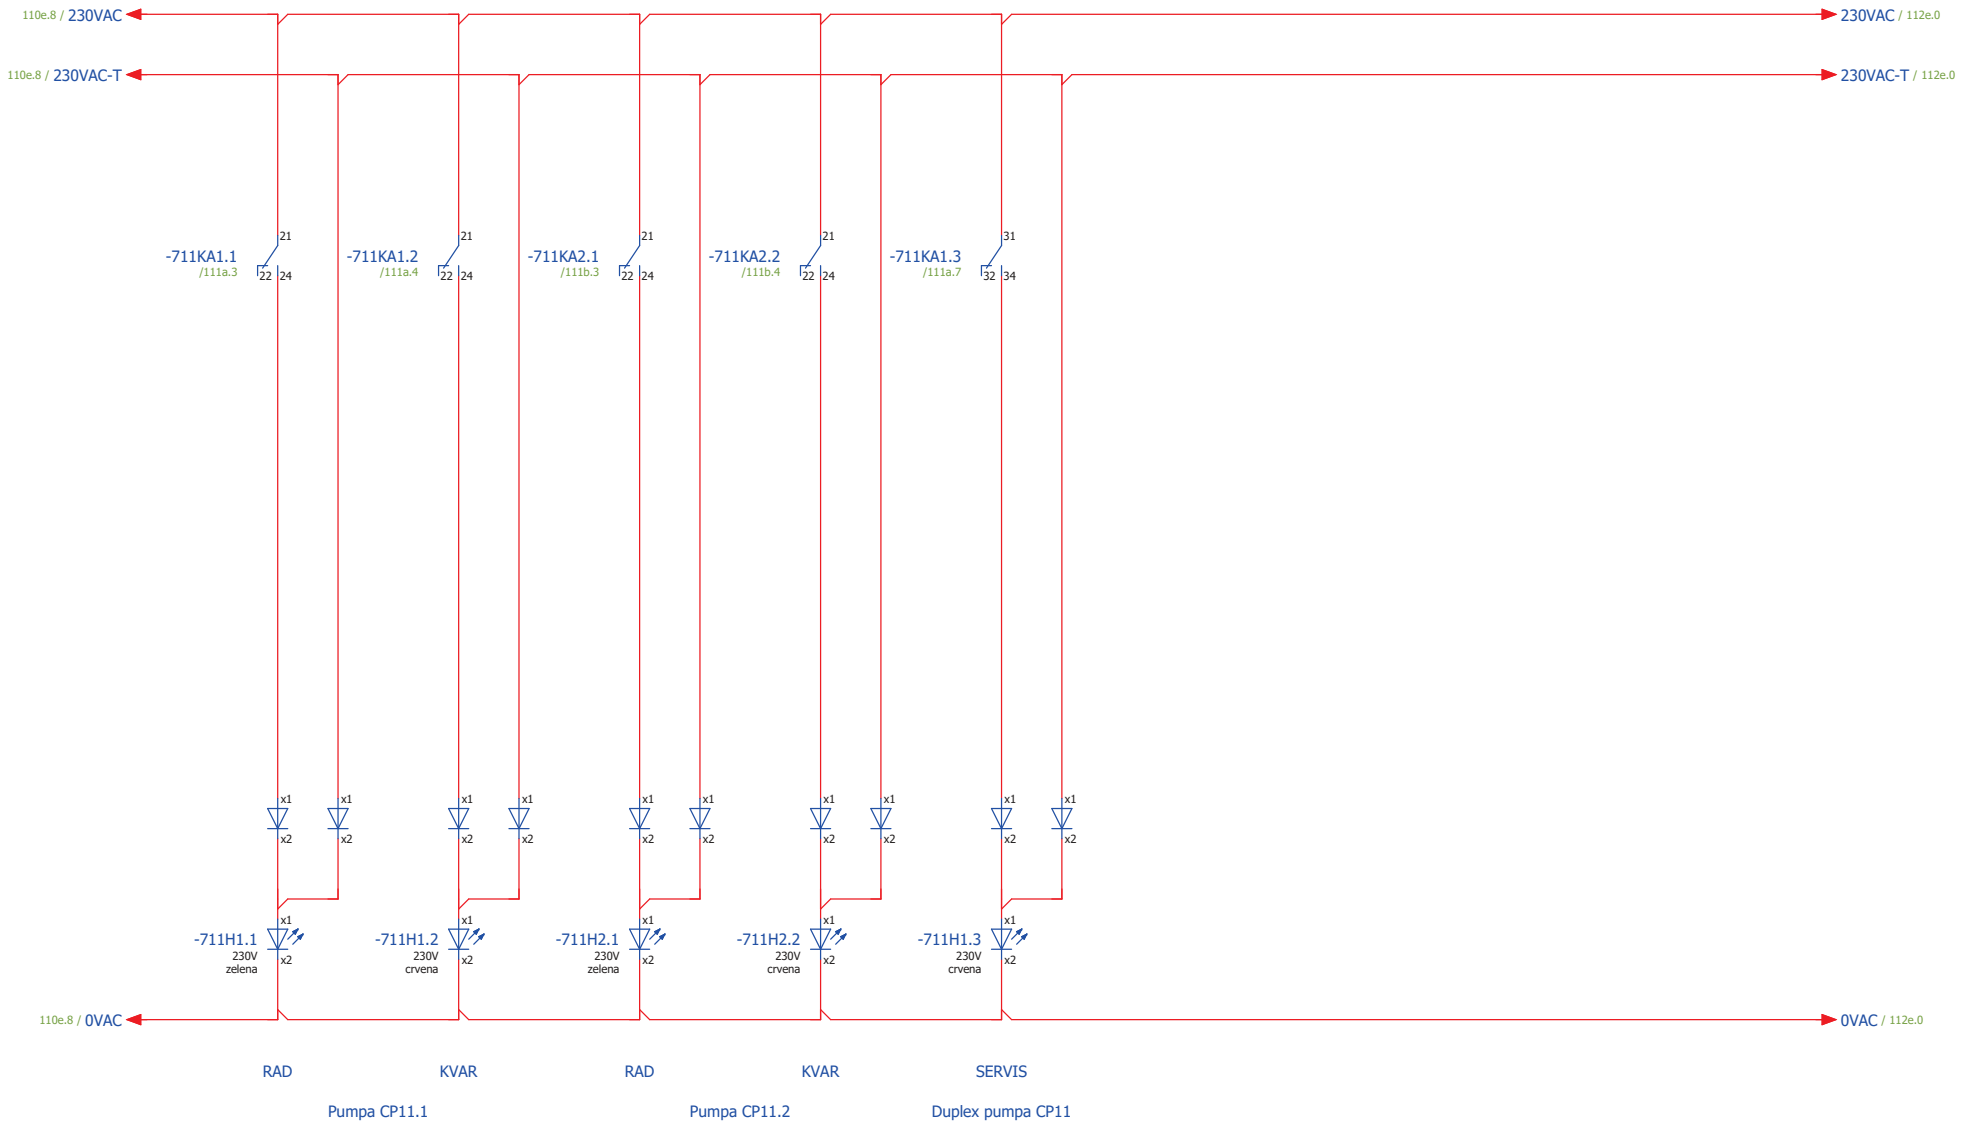 110e.8 / 230VAC
230VAC / 112e.0
110e.8 / 230VAC-T
230VAC-T / 112e.0
21
-711KA1.1
/111a.3
22 24
21
-711KA1.2
/111a.4
22 24
21
-711KA2.1
/111b.3
22 24
21
-711KA2.2
/111b.4
22 24
31
-711KA1.3
/111a.7
32 34
x1 x1 x1 x1 x1 x1 x1 x1 x1 x1
x2 x2 x2 x2 x2 x2 x2 x2 x2 x2
x1
-711H1.1
230V
x2
zelena
x1
-711H1.2
230V
x2
crvena
x1
-711H2.1
230V
x2
zelena
x1
-711H2.2
230V
x2
crvena
x1
-711H1.3
230V
x2
crvena
110e.8 / 0VAC
0VAC / 112e.0
RAD KVAR RAD KVAR SERVIS
Pumpa CP11.1 Pumpa CP11.2 Duplex pumpa CP11